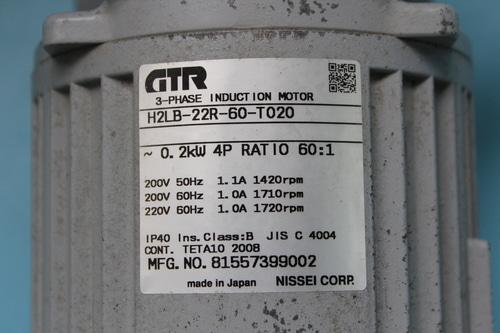 GTR
3-PHASE INDUCTION MOTOR
H2LB-22R-60-T020
~ 0.2kW 4P RATIO 60:1
200V 50Hz 1.1A 1420rpm
200V 60Hz 1.0A 1710rpm
220V 60Hz 1.0A 1720rpm
IP40 Ins.Class:B JIS C 4004
CONT. TETA10 2008
MFG.NO.81557399002
made in Japan NISSEI CORP.